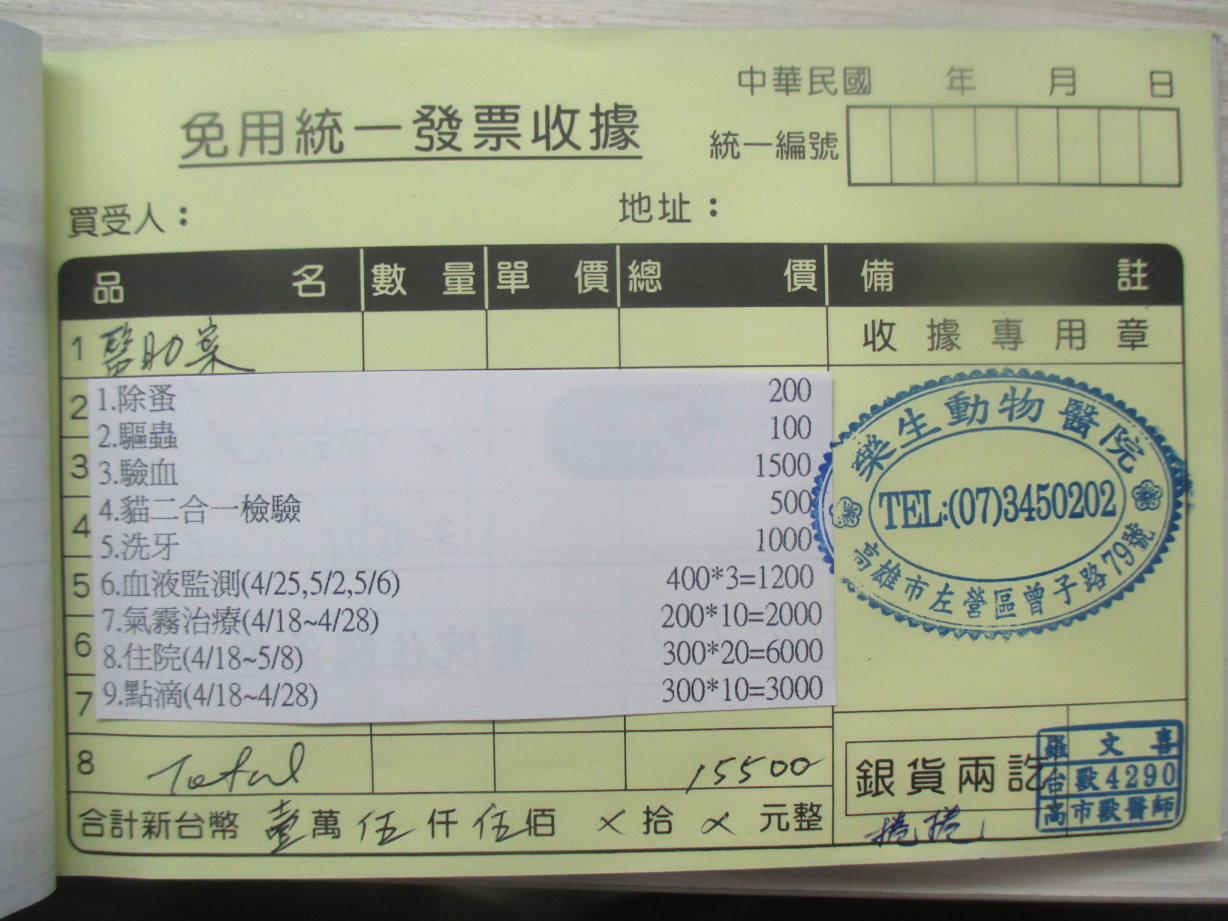 中華民國 年 月 日
免用統一發票收據
統一編號
買受人： 地址：
品名 數量 單價 總價 備註
1 醫助案 收據專用章
2 1.除蚤 200
2.驅蟲 100
3 3.驗血 1500
4 4.貓二合一檢驗 500
5.洗牙 1000
5 6.血液監測(4/25,5/2,5/6) 400*3=1200
7.氣霧治療(4/18~4/28) 200*10=2000
6 8.住院(4/18~5/8) 300*20=6000
7 9.點滴(4/18~4/28) 300*10=3000
樂生動物醫院
TEL:(07)3450202
高雄市左營區曾子路79號
8 Total 15500
銀貨兩訖
羅文喜
台獸4290
高市獸醫師
合計新台幣 壹萬伍仟伍佰×拾×元整